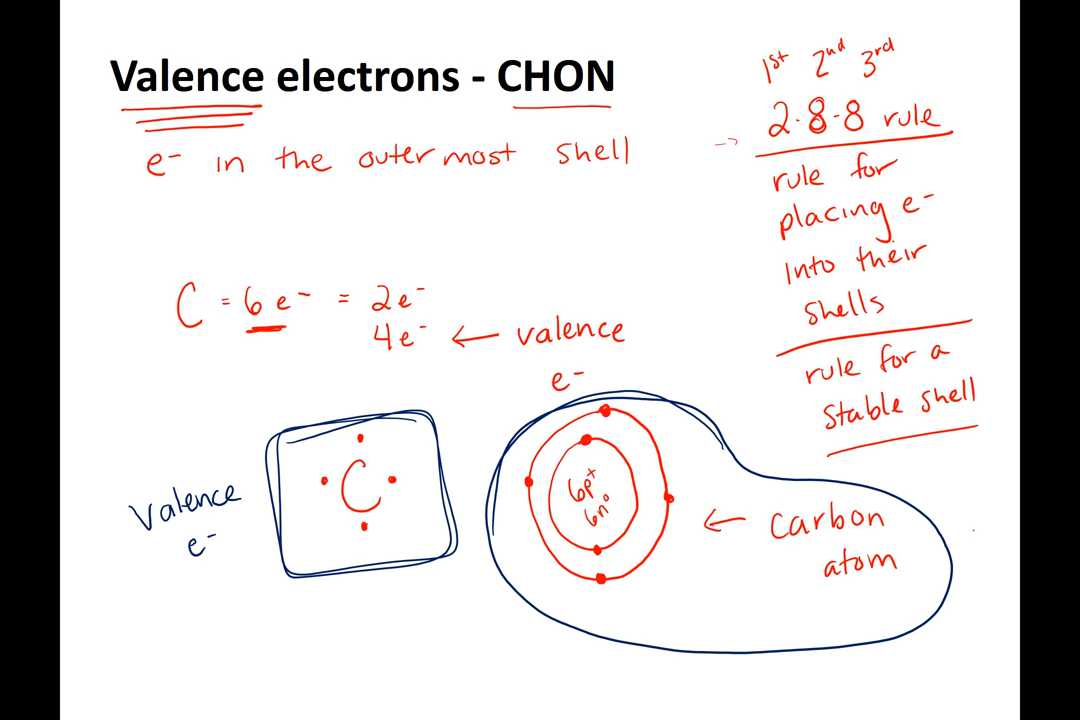 Valence electrons - CHON
e- in the outermost shell
1st 2nd 3rd
2·8·8 rule
rule for
placing e-
into their
shells
rule for a
stable shell
C = 6 e- = 2e-
4e- ← valence
e-
Valence
e-
C
6p+
6n°
← Carbon
atom